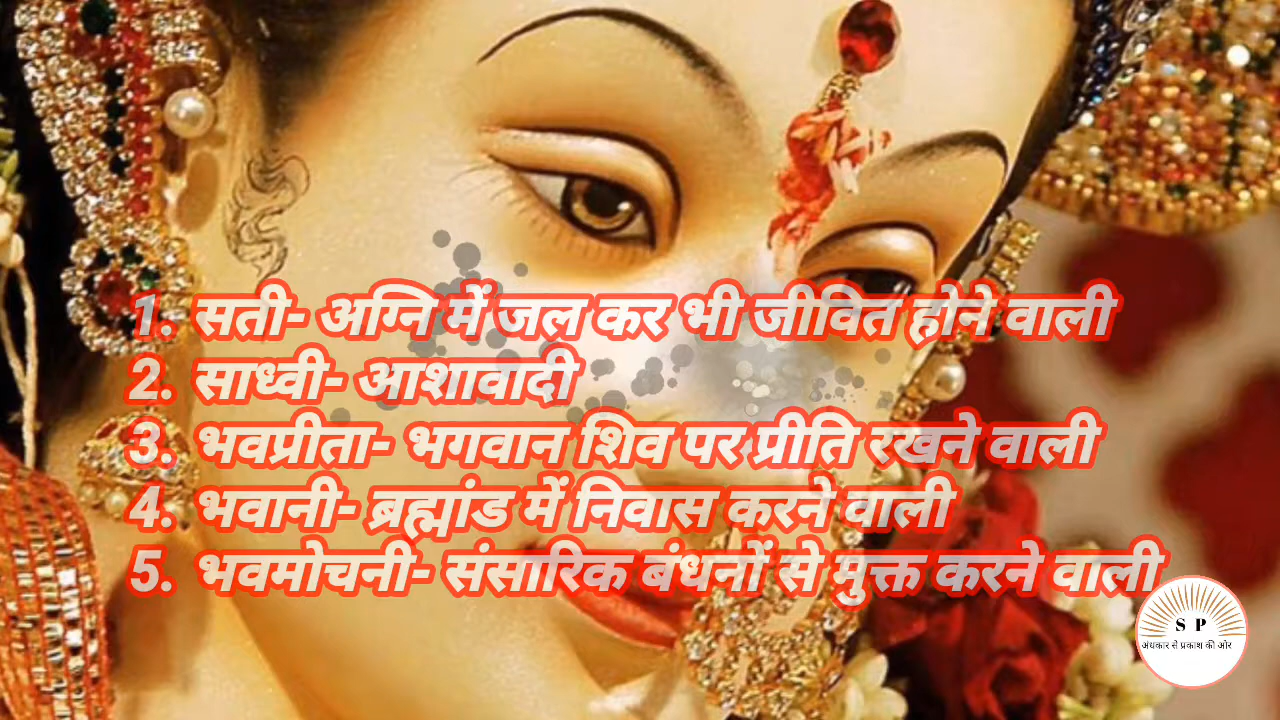 1. सती- अग्नि में जल कर भी जीवित होने वाली
2. साध्वी- आशावादी
3. भवप्रीता- भगवान शिव पर प्रीति रखने वाली
4. भवानी- ब्रह्मांड में निवास करने वाली
5. भवमोचनी- संसारिक बंधनों से मुक्त करने वाली
S P
अंधकार से प्रकाश की ओर